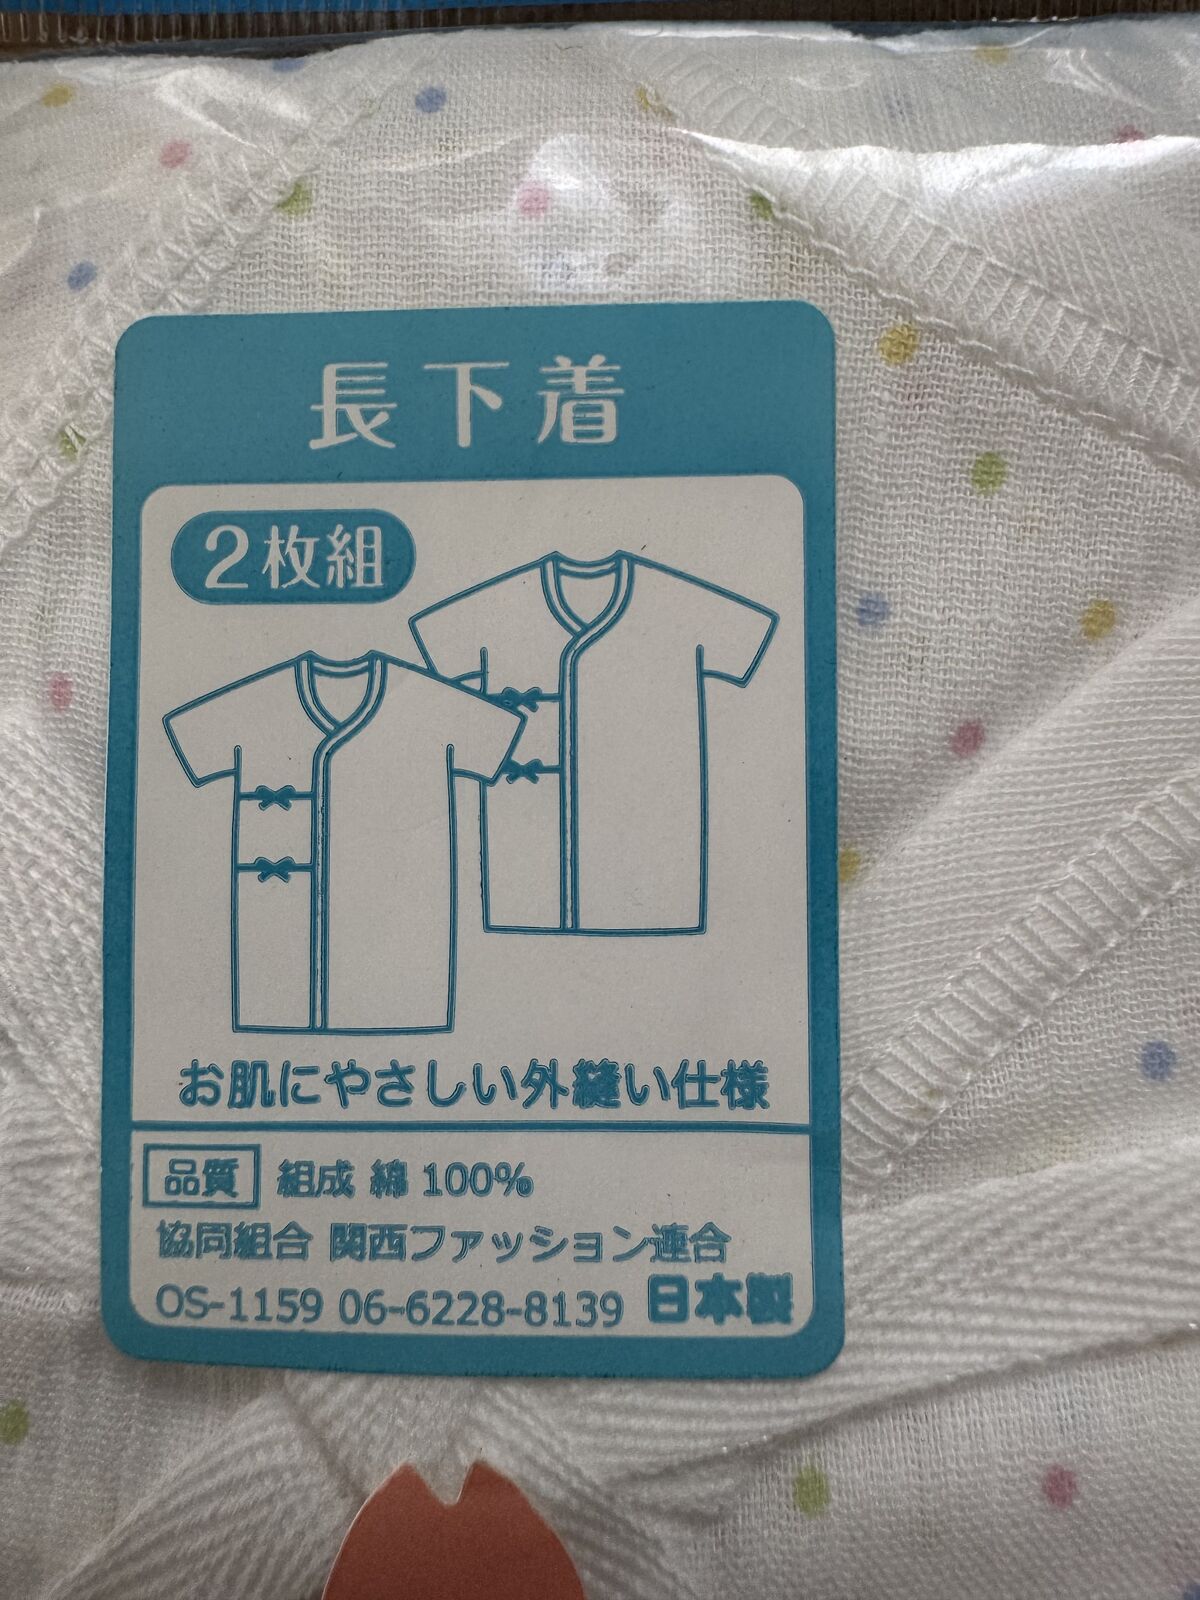 長下着
2枚組
お肌にやさしい外縫い仕様
品質 組成 綿 100%
協同組合 関西ファッション連合
OS-1159 06-6228-8139 日本製